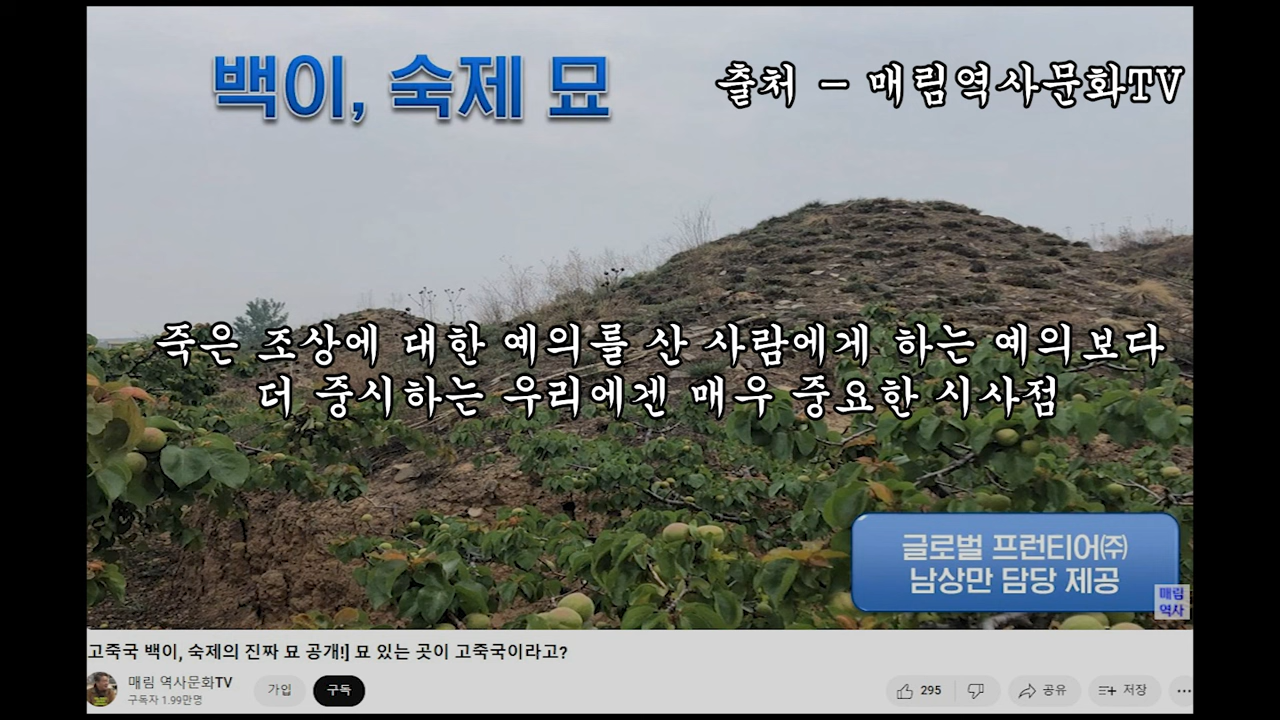 백이, 숙제 묘
출처 - 매림역사문화TV
죽은 조상에 대한 예의를 산 사람에게 하는 예의보다
더 중시하는 우리에겐 매우 중요한 시사점
글로벌 프런티어㈜
남상만 담당 제공
매림
역사
고죽국 백이, 숙제의 진짜 묘 공개!] 묘 있는 곳이 고죽국이라고?
매림 역사문화TV
구독자 1.99만명
가입
구독
295
공유
저장